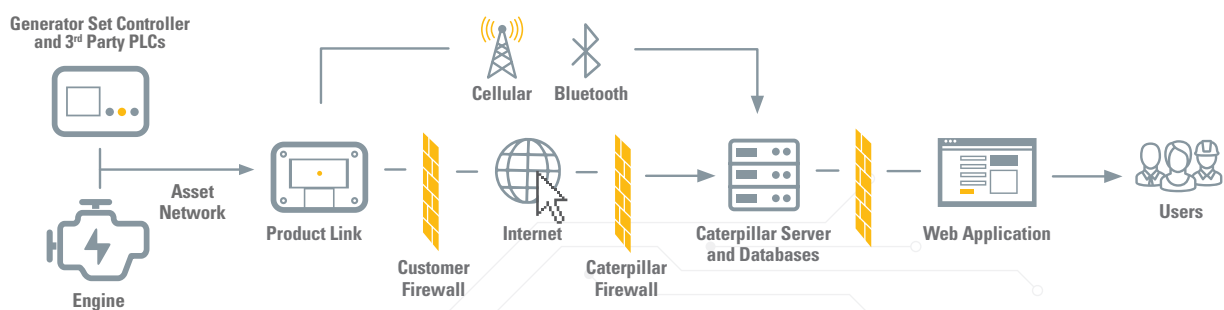 Generator Set Controller
and 3rd Party PLCs
Cellular
Bluetooth
Asset
Network
Engine
Product Link
Customer
Firewall
Internet
Caterpillar
Firewall
Caterpillar Server
and Databases
Web Application
Users